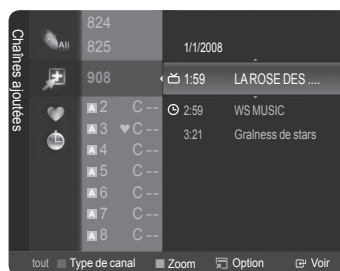 Chaînes ajoutées
All
824
825
1/1/2008
908
1:59 LA ROSE DES ....
A 2 C --
2:59 WS MUSIC
A 3 ♥ C --
3:21 Gralness de stars
A 4 C --
A 5 C --
A 6 C --
A 7 C --
A 8 C --
tout Type de canal Zoom Option Voir